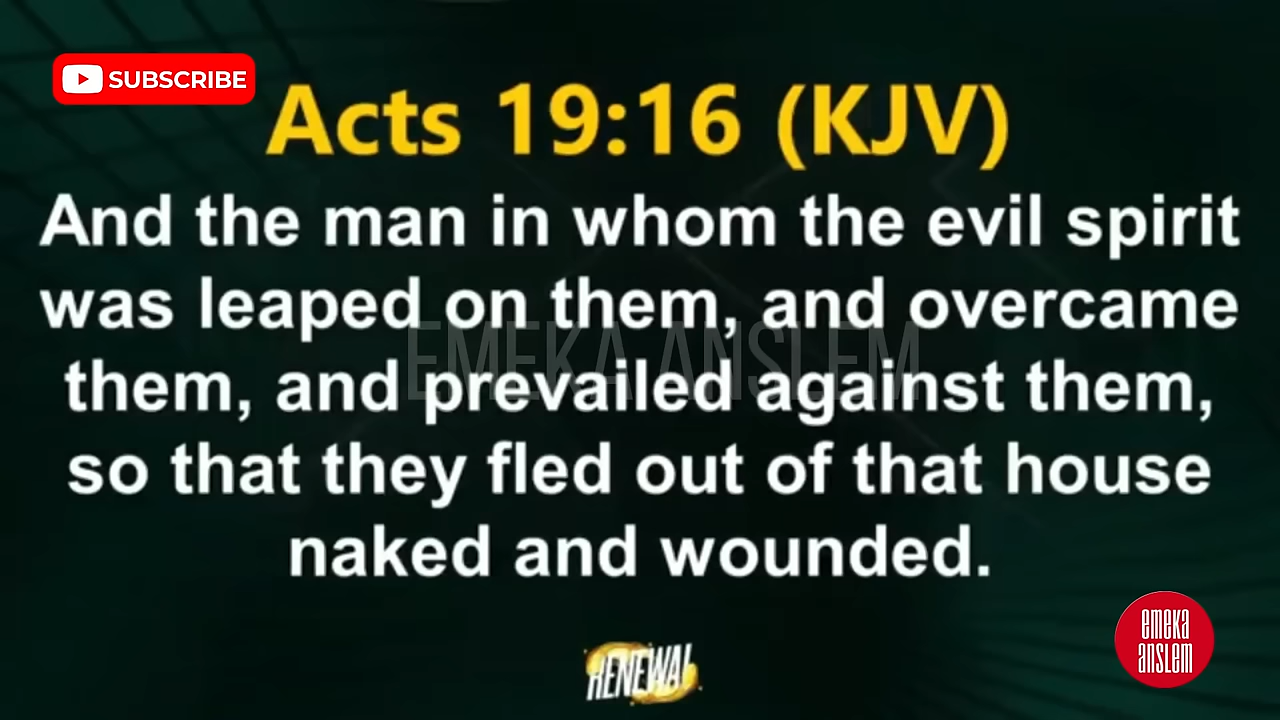 SUBSCRIBE
Acts 19:16 (KJV)
And the man in whom the evil spirit
was leaped on them, and overcame
EMEKA ANSLEM
them, and prevailed against them,
so that they fled out of that house
naked and wounded.
emeka
anslem
RENEWAL